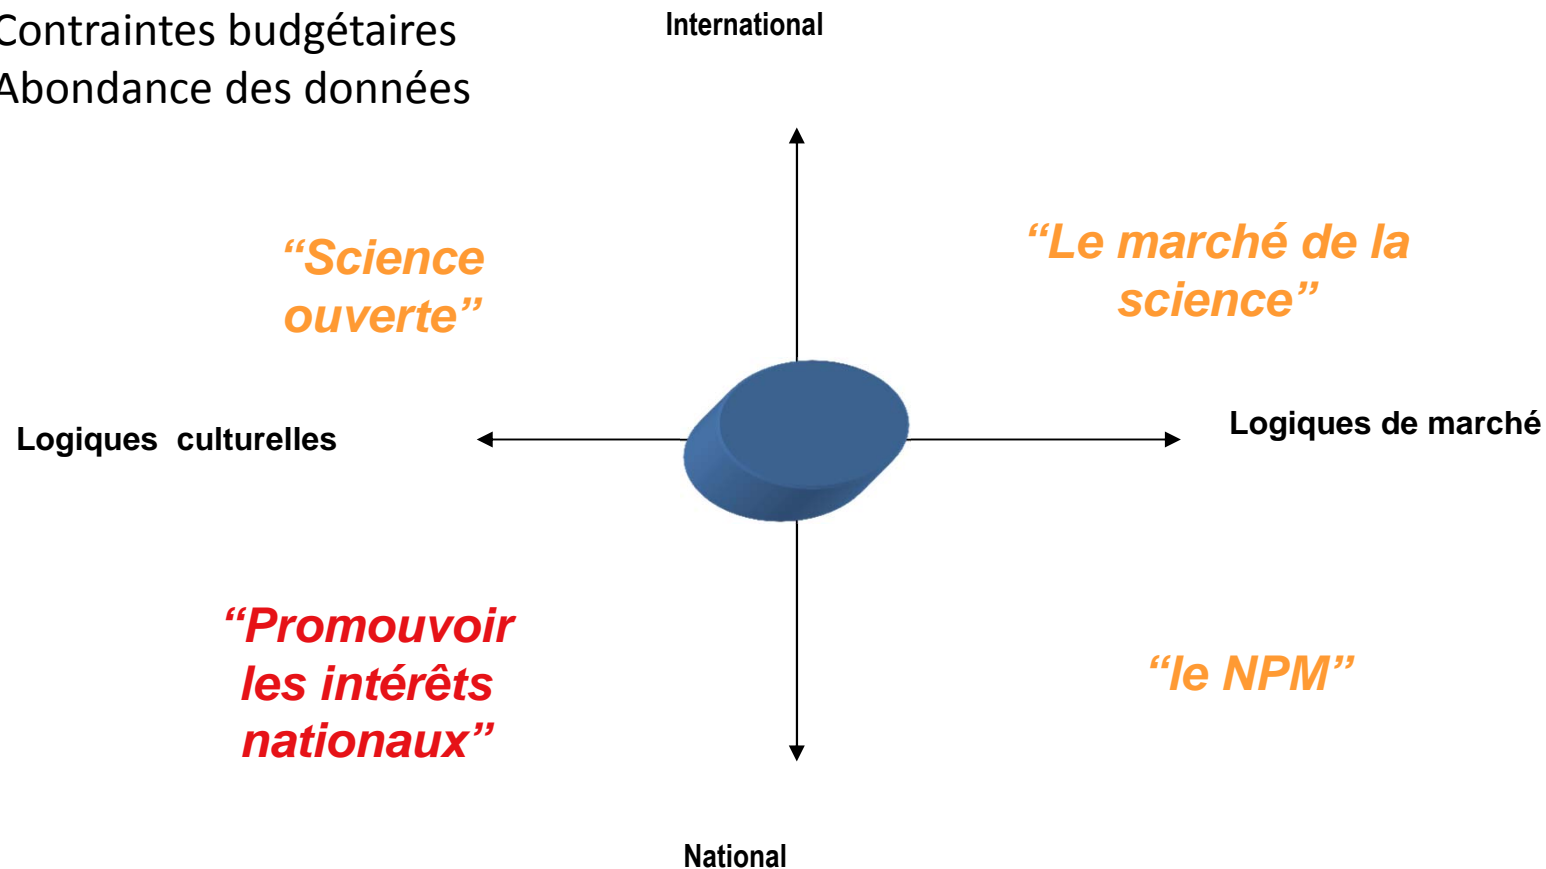 Contraintes budgétaires
Abondance des données
International
“Science
ouverte”
“Le marché de la
science”
Logiques culturelles
Logiques de marché
“Promouvoir
les intérêts
nationaux”
“le NPM”
National